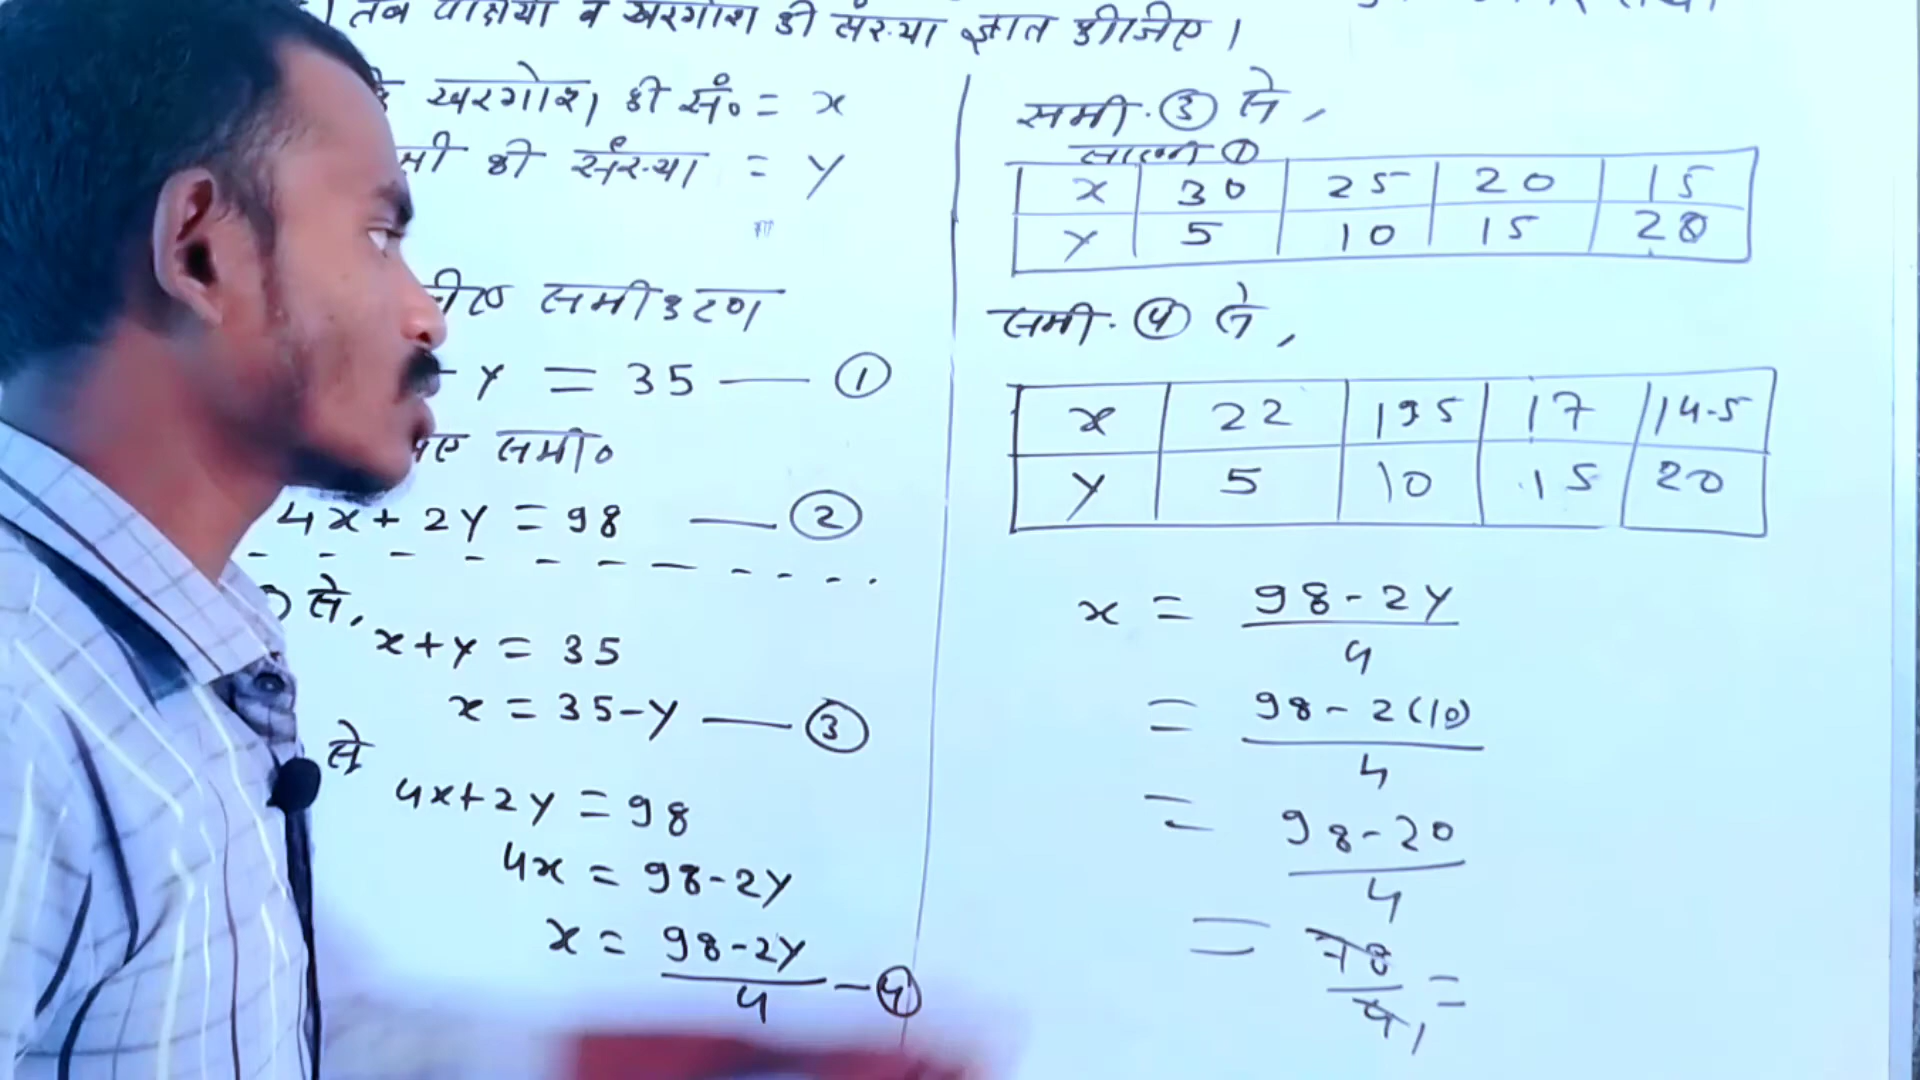 तब पक्षियों व खरगोश की संख्या ज्ञात कीजिए।
खरगोश की सं० = x
की संख्या = y
समीकरण
y = 35 — ①
समी०
4x + 2y = 98 — ②
से,
x + y = 35
x = 35 - y — ③
से
4x + 2y = 98
4x = 98 - 2y
x = 98 - 2y / 4 — ④
समी. ③ से,
सारणी ①
x 30 25 20 15
y 5 10 15 20
समी. ④ से,
x 22 19.5 17 14.5
y 5 10 15 20
x = 98 - 2y / 4
= 98 - 2(10) / 4
= 98 - 20 / 4
= 78 / 4 =